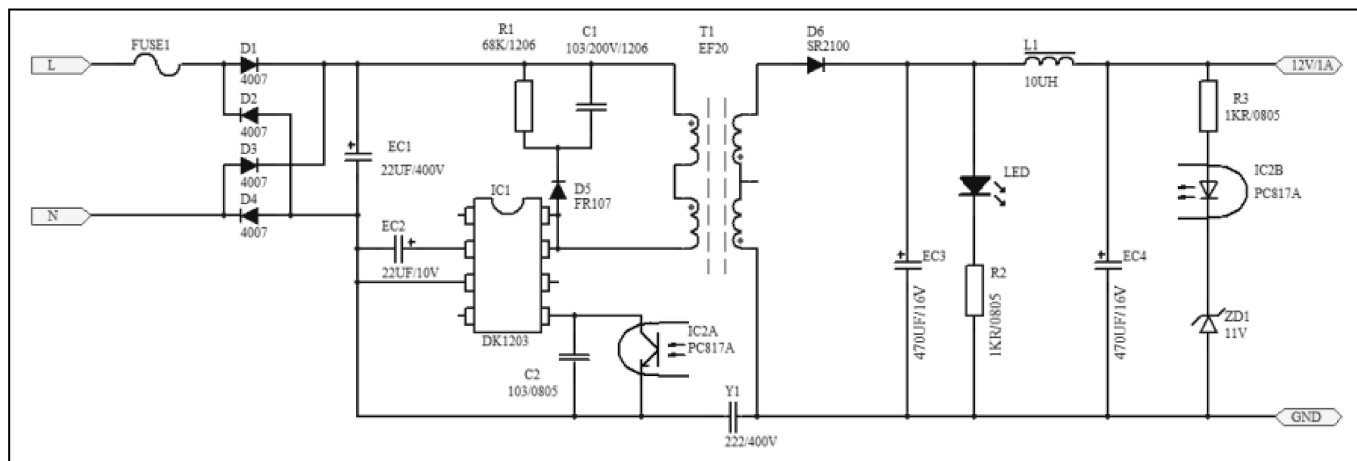 FUSE1
L
D1
4007
D2
4007
D3
4007
D4
4007
N
EC1
22UF/400V
EC2
22UF/10V
R1
68K/1206
C1
103/200V/1206
D5
FR107
IC1
DK1203
C2
103/0805
IC2A
PC817A
Y1
222/400V
T1
EF20
D6
SR2100
EC3
470UF/16V
LED
R2
1KR/0805
L1
10UH
EC4
470UF/16V
12V/1A
R3
1KR/0805
IC2B
PC817A
ZD1
11V
GND